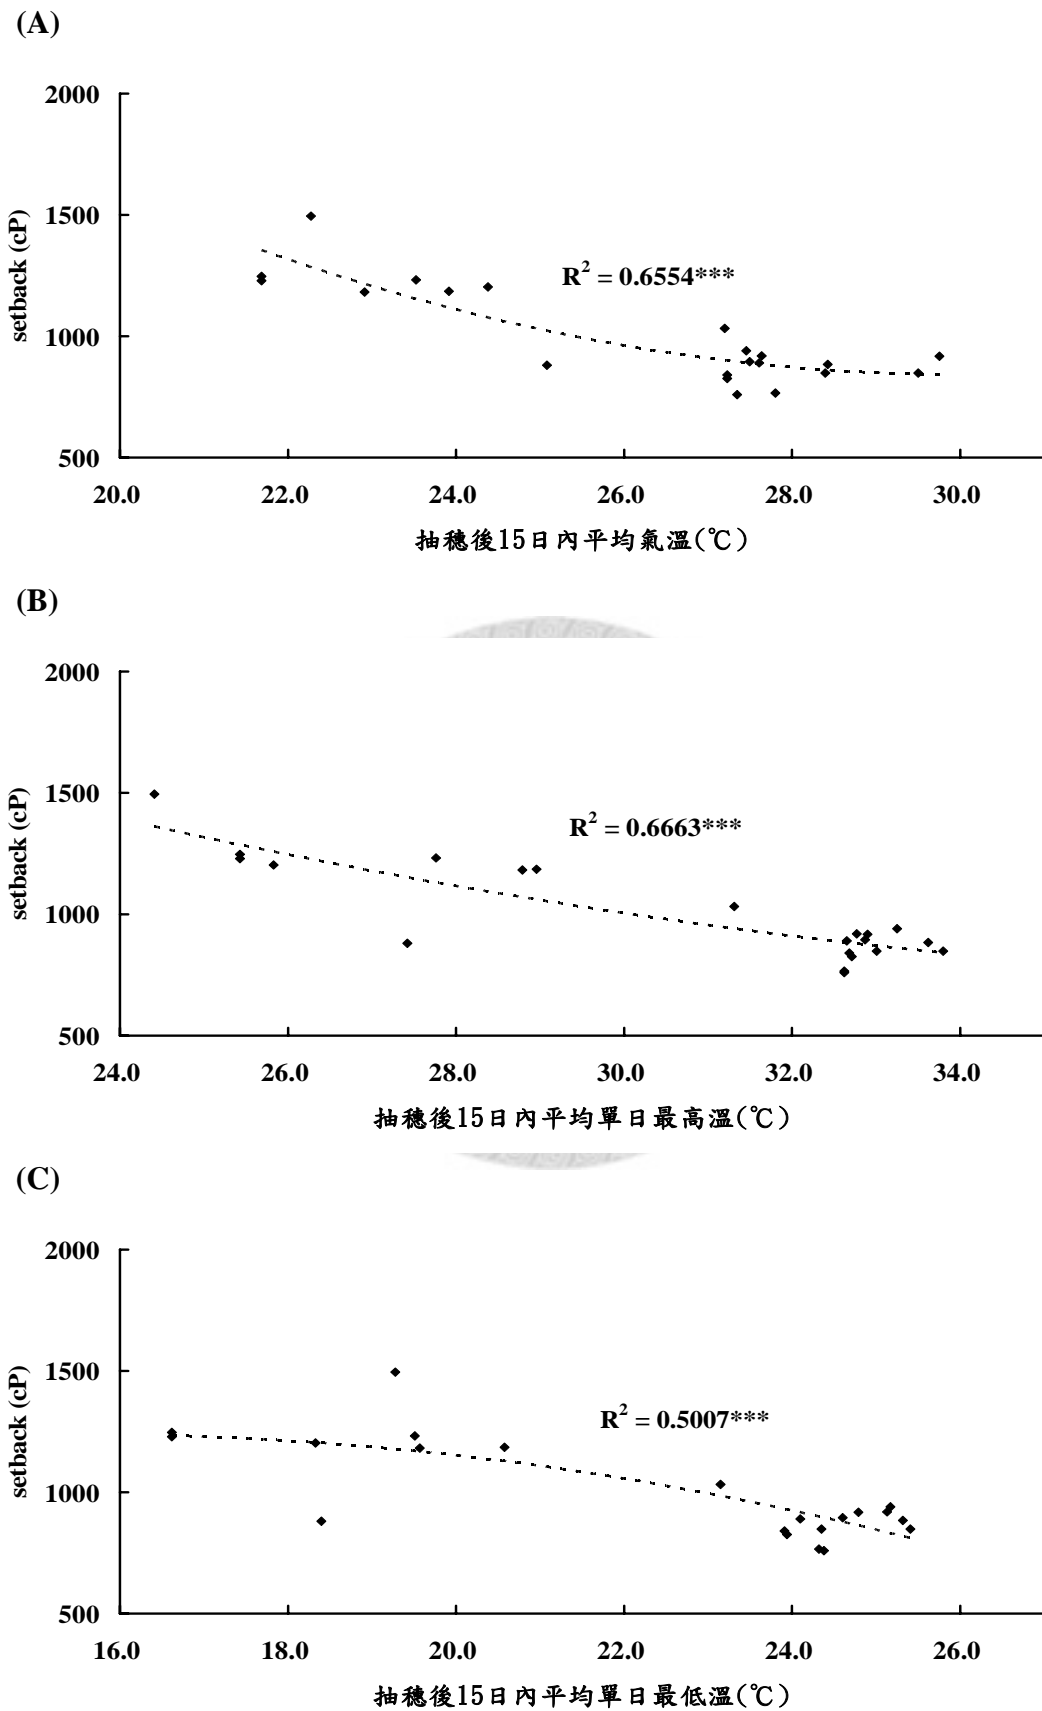 (A)
2000
1500
1000
500
setback (cP)
R² = 0.6554***
20.0 22.0 24.0 26.0 28.0 30.0
抽穗後15日內平均氣溫(℃)
(B)
2000
1500
1000
500
setback (cP)
R² = 0.6663***
24.0 26.0 28.0 30.0 32.0 34.0
抽穗後15日內平均單日最高溫(℃)
(C)
2000
1500
1000
500
setback (cP)
R² = 0.5007***
16.0 18.0 20.0 22.0 24.0 26.0
抽穗後15日內平均單日最低溫(℃)